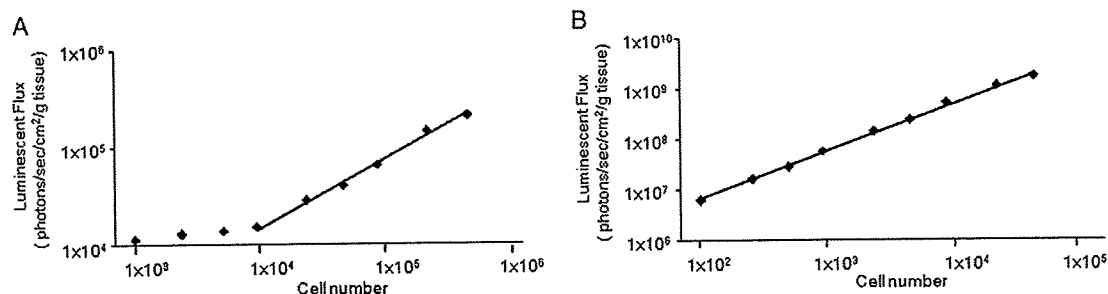 A
1x10⁶
1x10⁵
1x10⁴
Luminescent Flux
( photons/sec/cm²/g tissue)
1x10³ 1x10⁴ 1x10⁵ 1x10⁶
Cell number
B
1x10¹⁰
1x10⁹
1x10⁸
1x10⁷
1x10⁶
Luminescent Flux
( photons/sec/cm²/g tissue)
1x10² 1x10³ 1x10⁴ 1x10⁵
Cell number